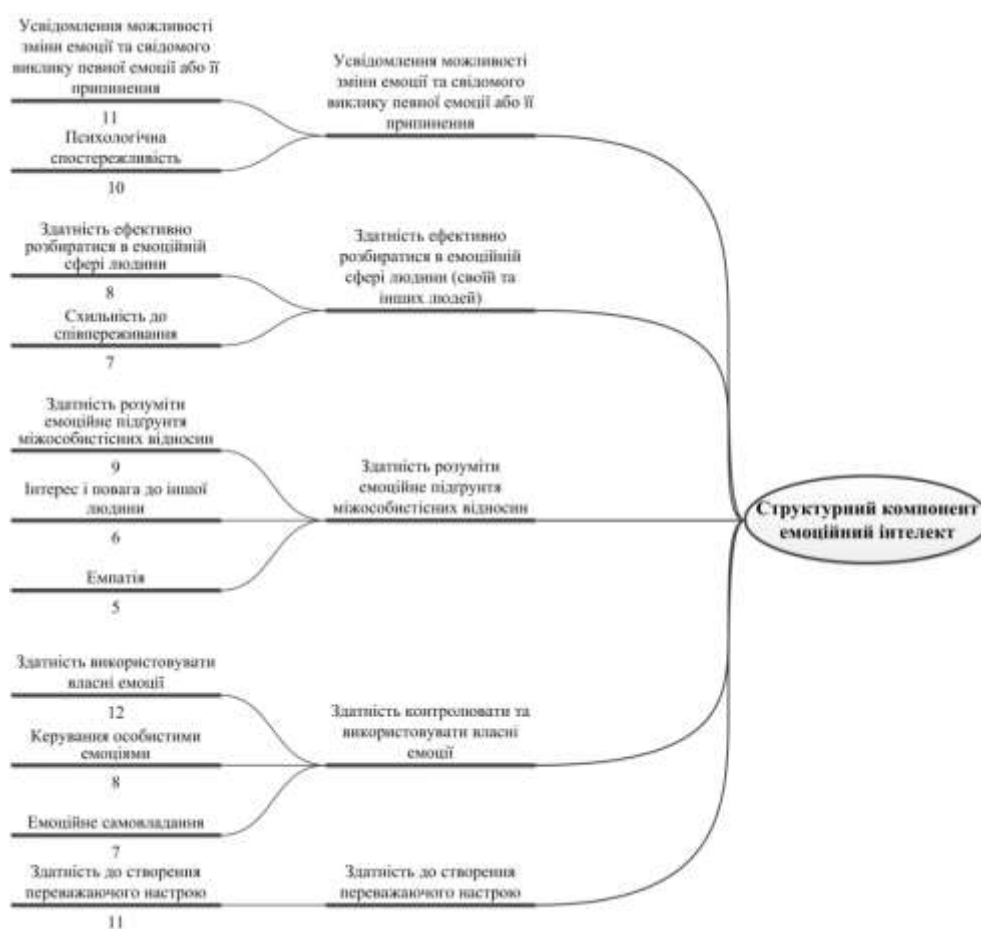 Усвідомлення можливості
зміни емоції та свідомого
виклику певної емоції або її
припинення
11
Психологічна
спостережливість
10
Усвідомлення можливості
зміни емоції та свідомого
виклику певної емоції або її
припинення
Здатність ефективно
розбиратися в емоційній
сфері людини
8
Схильність до
співпереживання
7
Здатність ефективно
розбиратися в емоційній
сфері людини (своїй та
інших людей)
Здатність розуміти
емоційне підґрунтя
міжособистісних відносин
9
Інтерес і повага до іншої
людини
6
Емпатія
5
Здатність розуміти
емоційне підґрунтя
міжособистісних відносин
Структурний компонент
емоційний інтелект
Здатність використовувати
власні емоції
12
Керування особистими
емоціями
8
Емоційне самовладання
7
Здатність контролювати та
використовувати власні
емоції
Здатність до створення
переважаючого настрою
11
Здатність до створення
переважаючого настрою